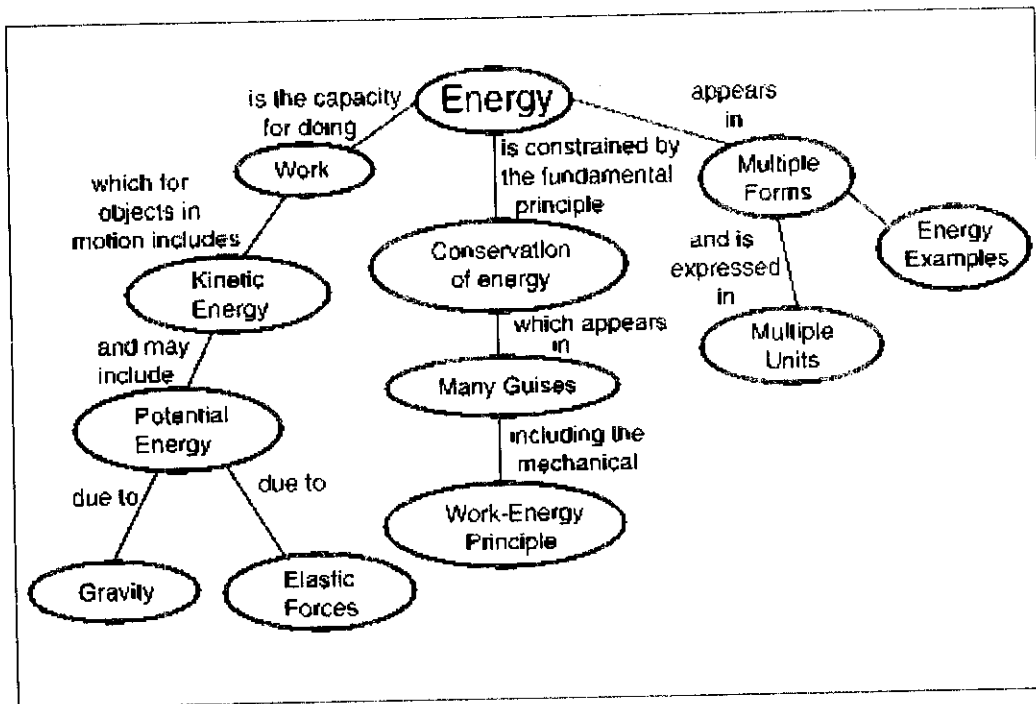 Energy
is the capacity
for doing
Work
which for
objects in
motion includes
Kinetic
Energy
and may
include
Potential
Energy
due to
Gravity
due to
Elastic
Forces
is constrained by
the fundamental
principle
Conservation
of energy
which appears
in
Many Guises
including the
mechanical
Work-Energy
Principle
appears
in
Multiple
Forms
Energy
Examples
and is
expressed
in
Multiple
Units